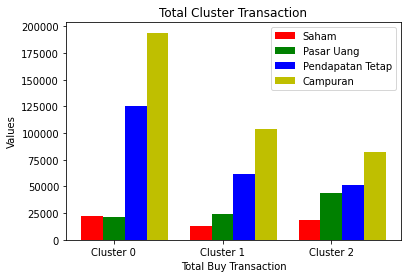 Total Cluster Transaction
Saham
Pasar Uang
Pendapatan Tetap
Campuran
Values
200000
175000
150000
125000
100000
75000
50000
25000
0
Cluster 0
Cluster 1
Cluster 2
Total Buy Transaction